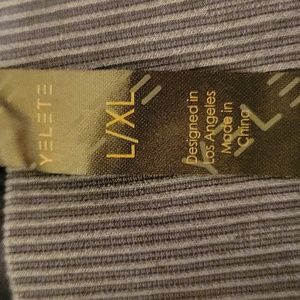 YELETE
L/XL
Designed in
Los Angeles
Made in
China